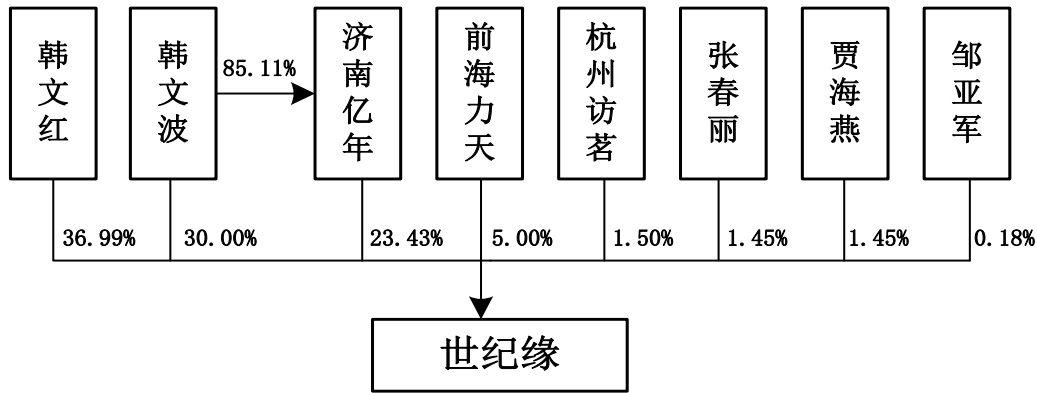 韩文红
韩文波
85.11%
济南亿年
前海力天
杭州访茗
张春丽
贾海燕
邹亚军
36.99%
30.00%
23.43%
5.00%
1.50%
1.45%
1.45%
0.18%
世纪缘